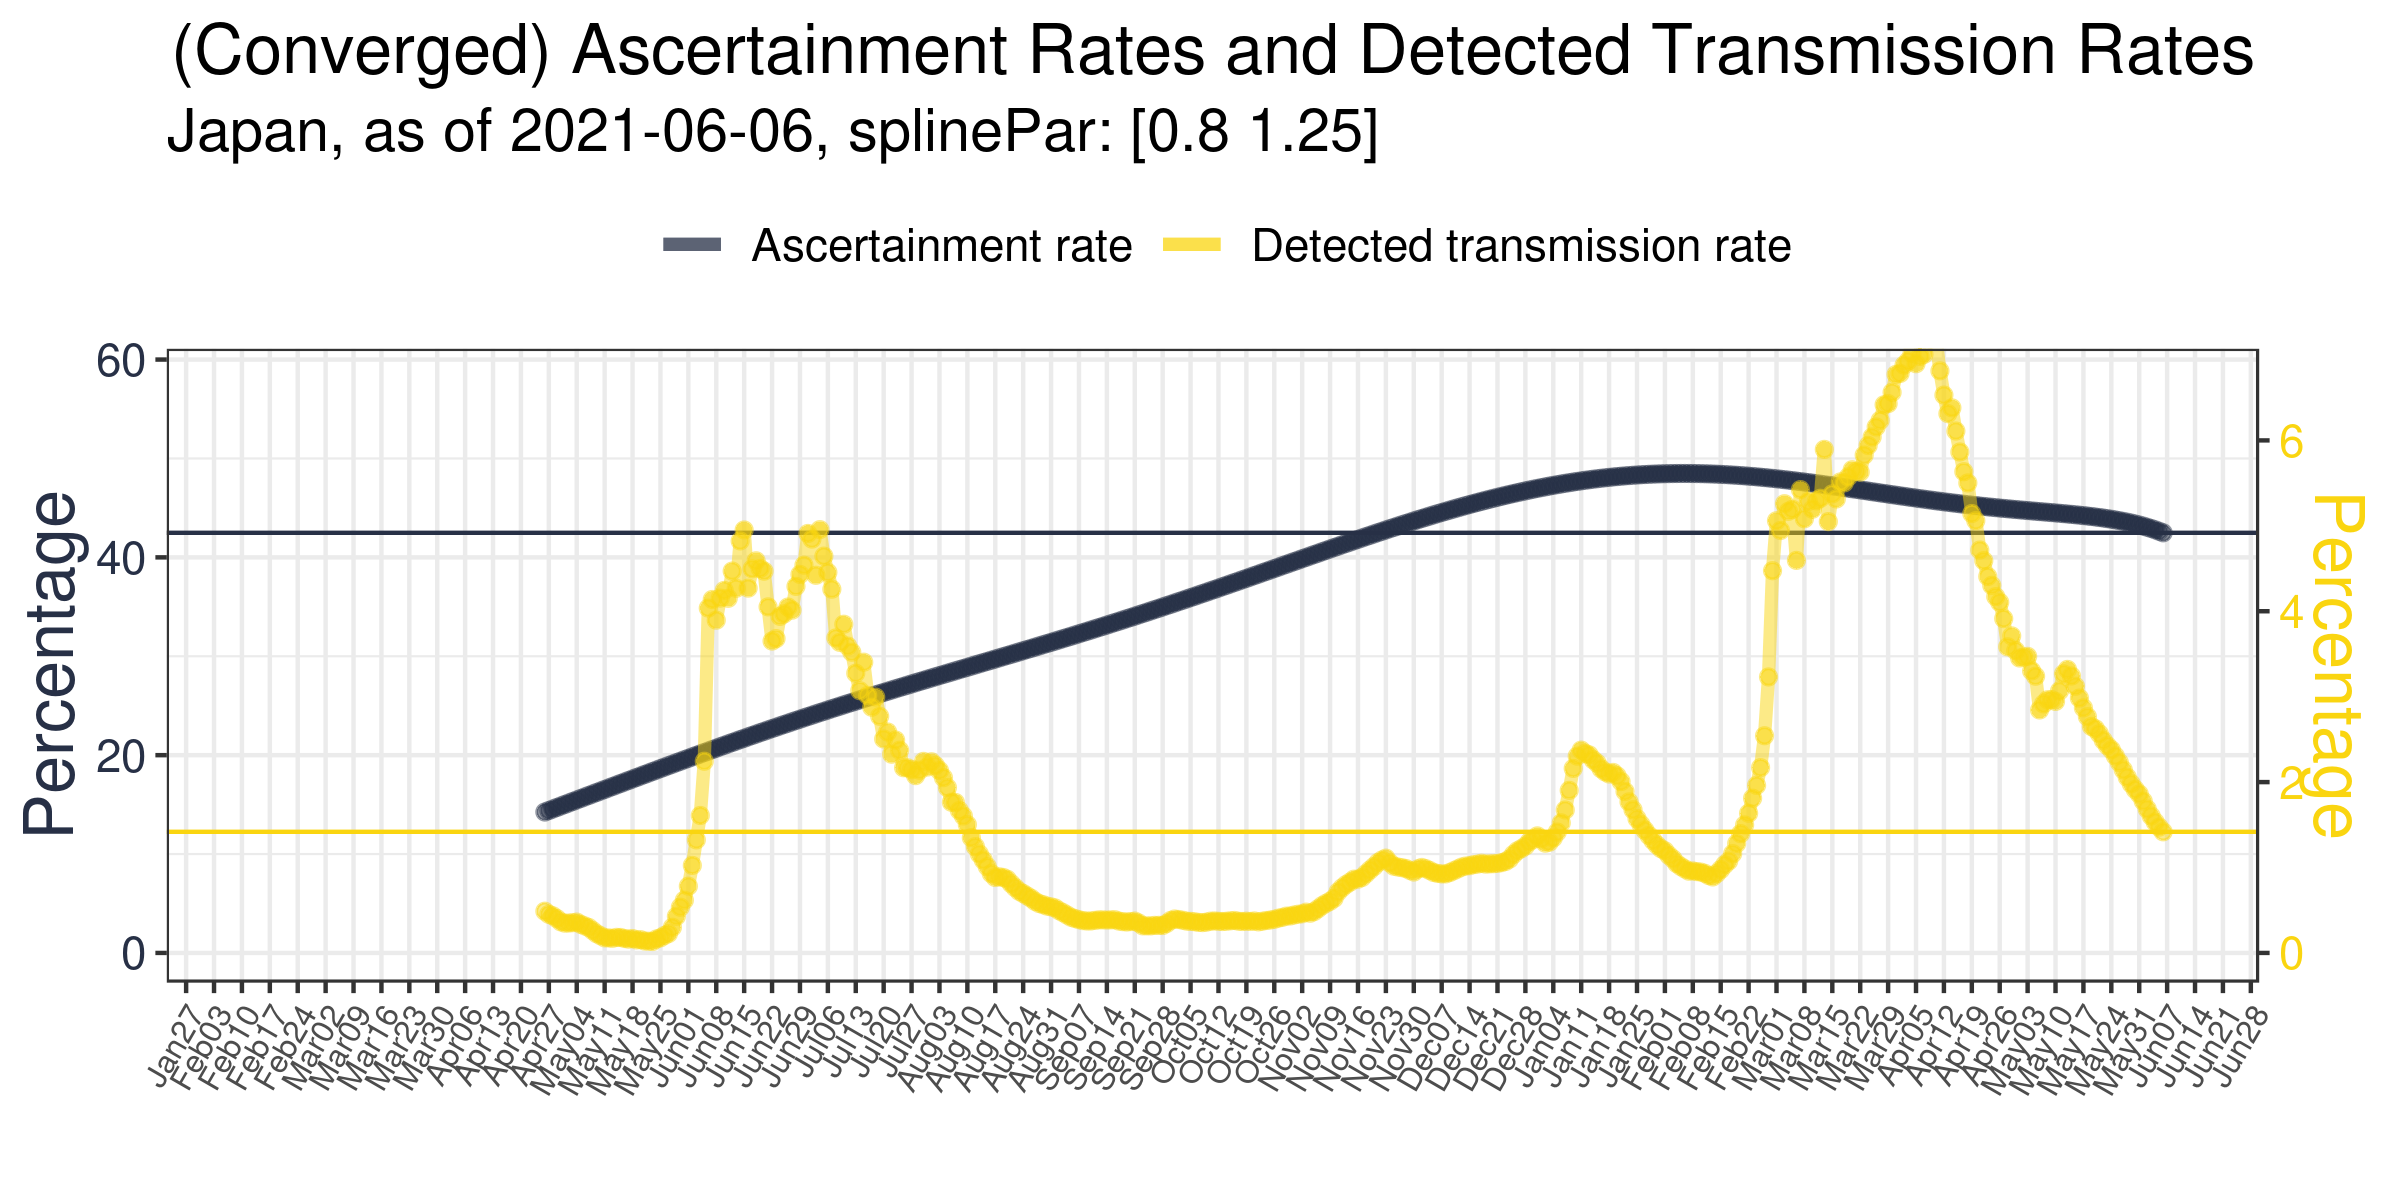 (Converged) Ascertainment Rates and Detected Transmission Rates
Japan, as of 2021-06-06, splinePar: [0.8 1.25]
Ascertainment rate Detected transmission rate
Percentage
60
40
20
0
6
4
2
0
Percentage
Jan27 Feb03 Feb10 Feb17 Feb24 Mar02 Mar09 Mar16 Mar23 Mar30 Apr06 Apr13 Apr20 Apr27 May04 May11 May18 May25 Jun01 Jun08 Jun15 Jun22 Jun29 Jul06 Jul13 Jul20 Jul27 Aug03 Aug10 Aug17 Aug24 Aug31 Sep07 Sep14 Sep21 Sep28 Oct05 Oct12 Oct19 Oct26 Nov02 Nov09 Nov16 Nov23 Nov30 Dec07 Dec14 Dec21 Dec28 Jan04 Jan11 Jan18 Jan25 Feb01 Feb08 Feb15 Feb22 Mar01 Mar08 Mar15 Mar22 Mar29 Apr05 Apr12 Apr19 Apr26 May03 May10 May17 May24 May31 Jun07 Jun14 Jun21 Jun28